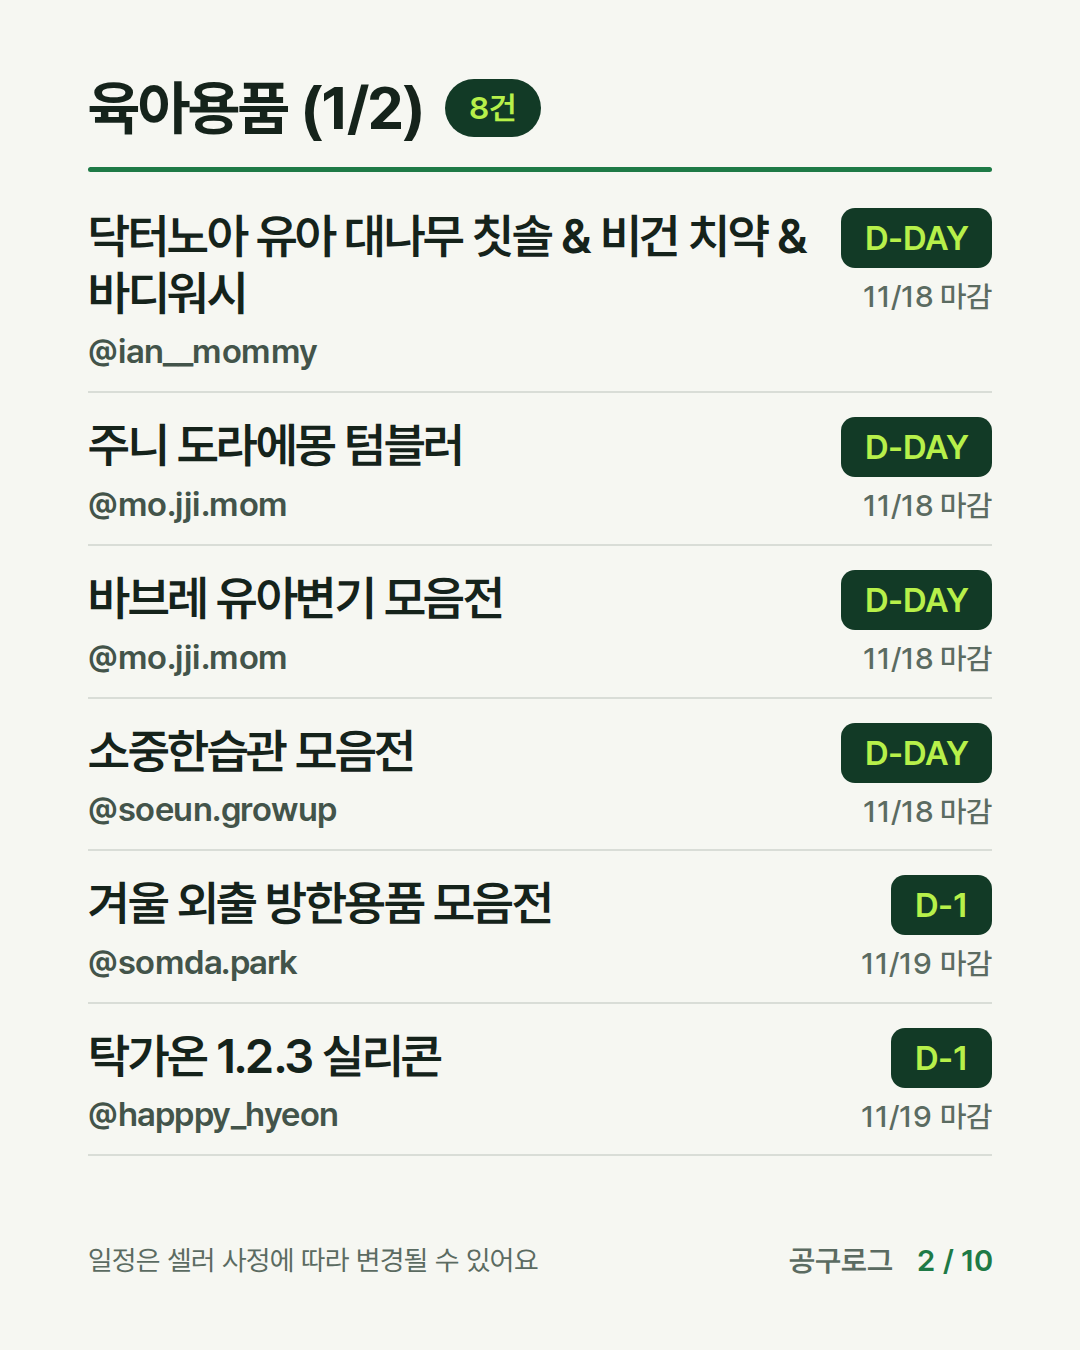 육아용품 (1/2) 8건
닥터노아 유아 대나무 칫솔 & 비건 치약 & D-DAY
바디워시 11/18 마감
@ian__mommy
주니 도라에몽 텀블러 D-DAY
@mo.jji.mom 11/18 마감
바브레 유아변기 모음전 D-DAY
@mo.jji.mom 11/18 마감
소중한습관 모음전 D-DAY
@soeun.growup 11/18 마감
겨울 외출 방한용품 모음전 D-1
@somda.park 11/19 마감
탁가온 1.2.3 실리콘 D-1
@happpy_hyeon 11/19 마감
일정은 셀러 사정에 따라 변경될 수 있어요 공구로그 2 / 10